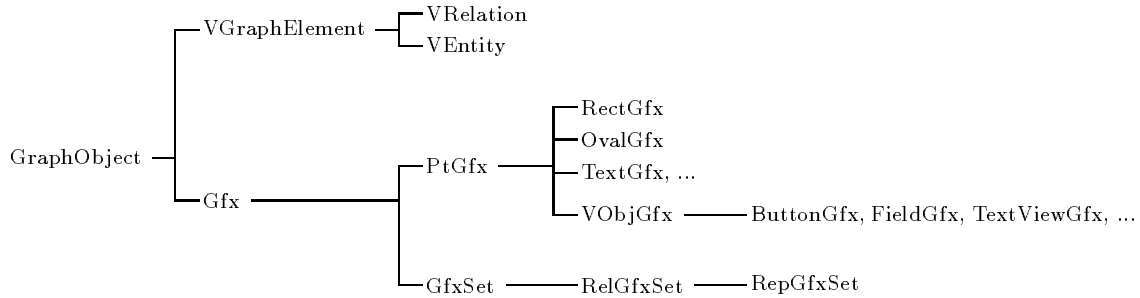 VRelation
VGraphElement
VEntity
RectGfx
OvalGfx
GraphObject
PtGfx
TextGfx, ...
Gfx
VObjGfx
ButtonGfx, FieldGfx, TextViewGfx, ...
GfxSet
RelGfxSet
RepGfxSet